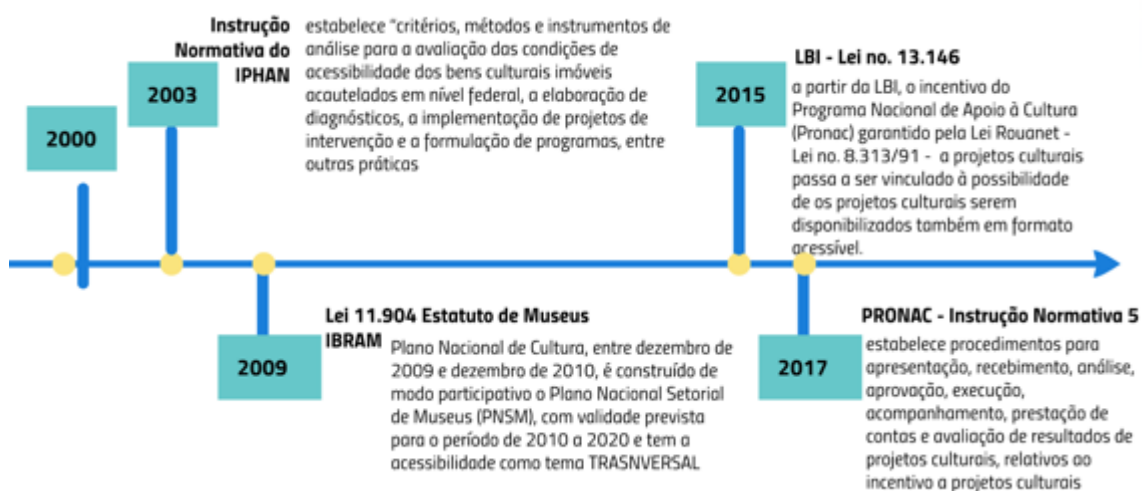 2000
2003
Instrução
Normativa do
IPHAN
estabelece “critérios, métodos e instrumentos de
análise para a avaliação das condições de
acessibilidade dos bens culturais imóveis
acautelados em nível federal, a elaboração de
diagnósticos, a implementação de projetos de
intervenção e a formulação de programas, entre
outras práticas
2009
Lei 11.904 Estatuto de Museus
IBRAM
Plano Nacional de Cultura, entre dezembro de
2009 e dezembro de 2010, é construído de
modo participativo o Plano Nacional Setorial
de Museus (PNSM), com validade prevista
para o período de 2010 a 2020 e tem a
acessibilidade como tema TRASNVERSAL
2015
LBI - Lei no. 13.146
a partir da LBI, o incentivo do
Programa Nacional de Apoio à Cultura
(Pronac) garantido pela Lei Rouanet -
Lei no. 8.313/91 - a projetos culturais
passa a ser vinculado à possibilidade
de os projetos culturais serem
disponibilizados também em formato
acessível.
2017
PRONAC - Instrução Normativa 5
estabelece procedimentos para
apresentação, recebimento, análise,
aprovação, execução,
acompanhamento, prestação de
contas e avaliação de resultados de
projetos culturais, relativos ao
incentivo a projetos culturais